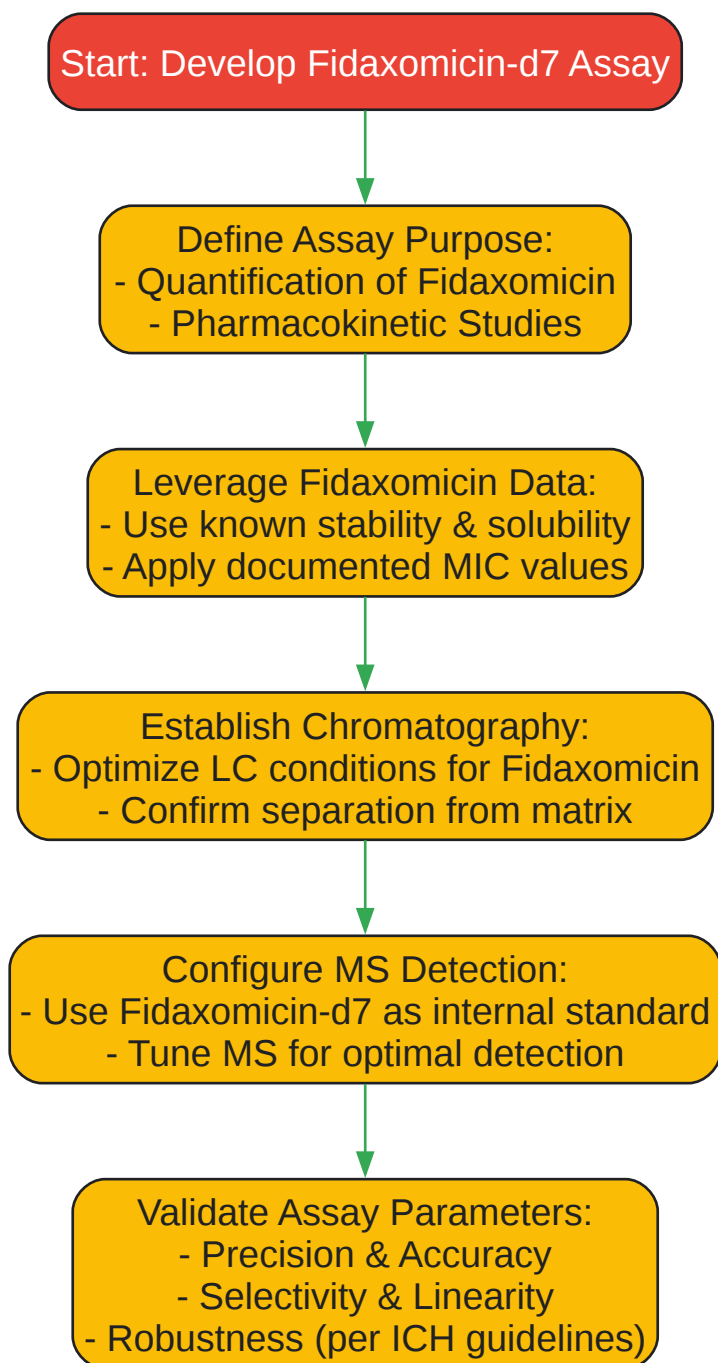 Start: Develop Fidaxomicin-d7 Assay
Define Assay Purpose:
- Quantification of Fidaxomicin
- Pharmacokinetic Studies
Leverage Fidaxomicin Data:
- Use known stability & solubility
- Apply documented MIC values
Establish Chromatography:
- Optimize LC conditions for Fidaxomicin
- Confirm separation from matrix
Configure MS Detection:
- Use Fidaxomicin-d7 as internal standard
- Tune MS for optimal detection
Validate Assay Parameters:
- Precision & Accuracy
- Selectivity & Linearity
- Robustness (per ICH guidelines)